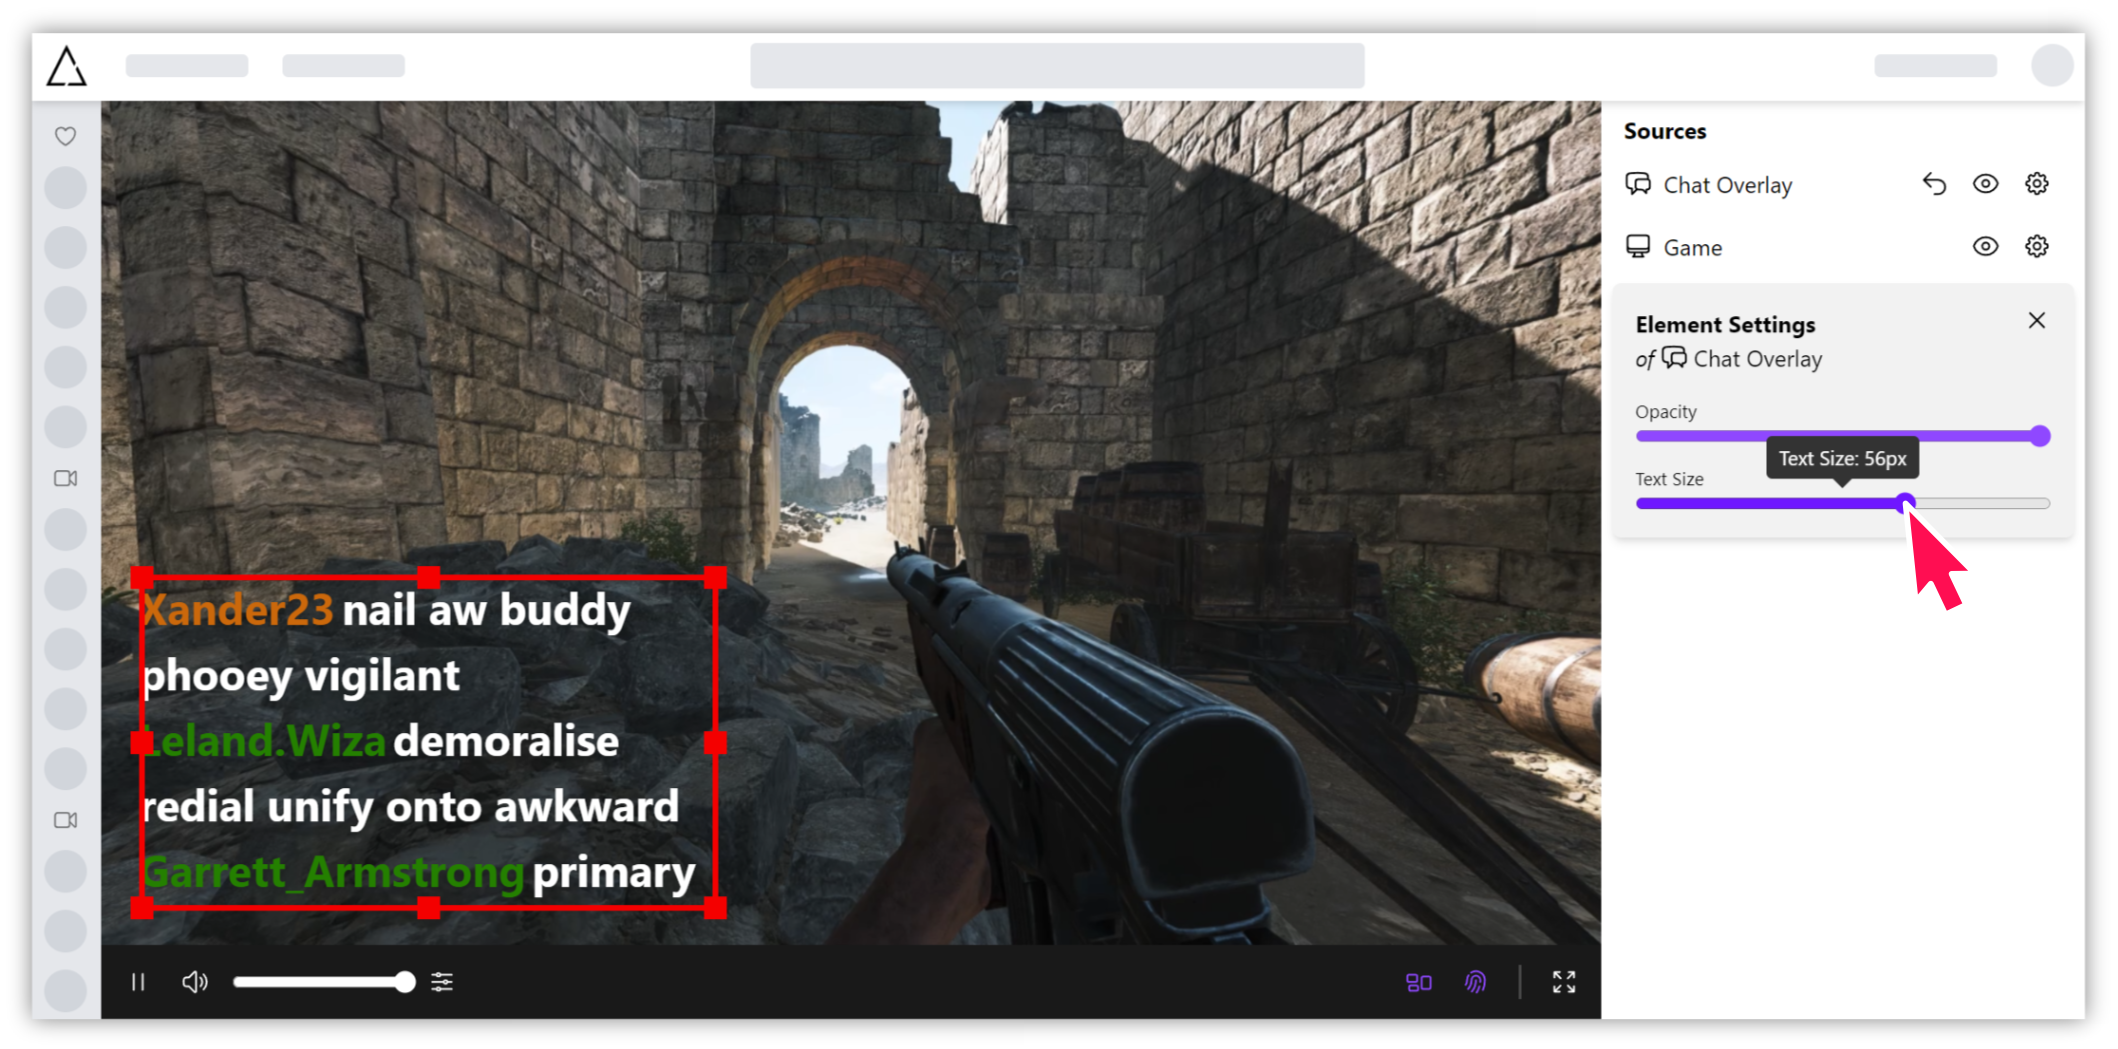 Sources
Chat Overlay
Game
Element Settings
of Chat Overlay
Opacity
Text Size: 56px
Text Size
Xander23 nail aw buddy
phooey vigilant
Leland.Wiza demoralise
redial unify onto awkward
Garrett_Armstrong primary